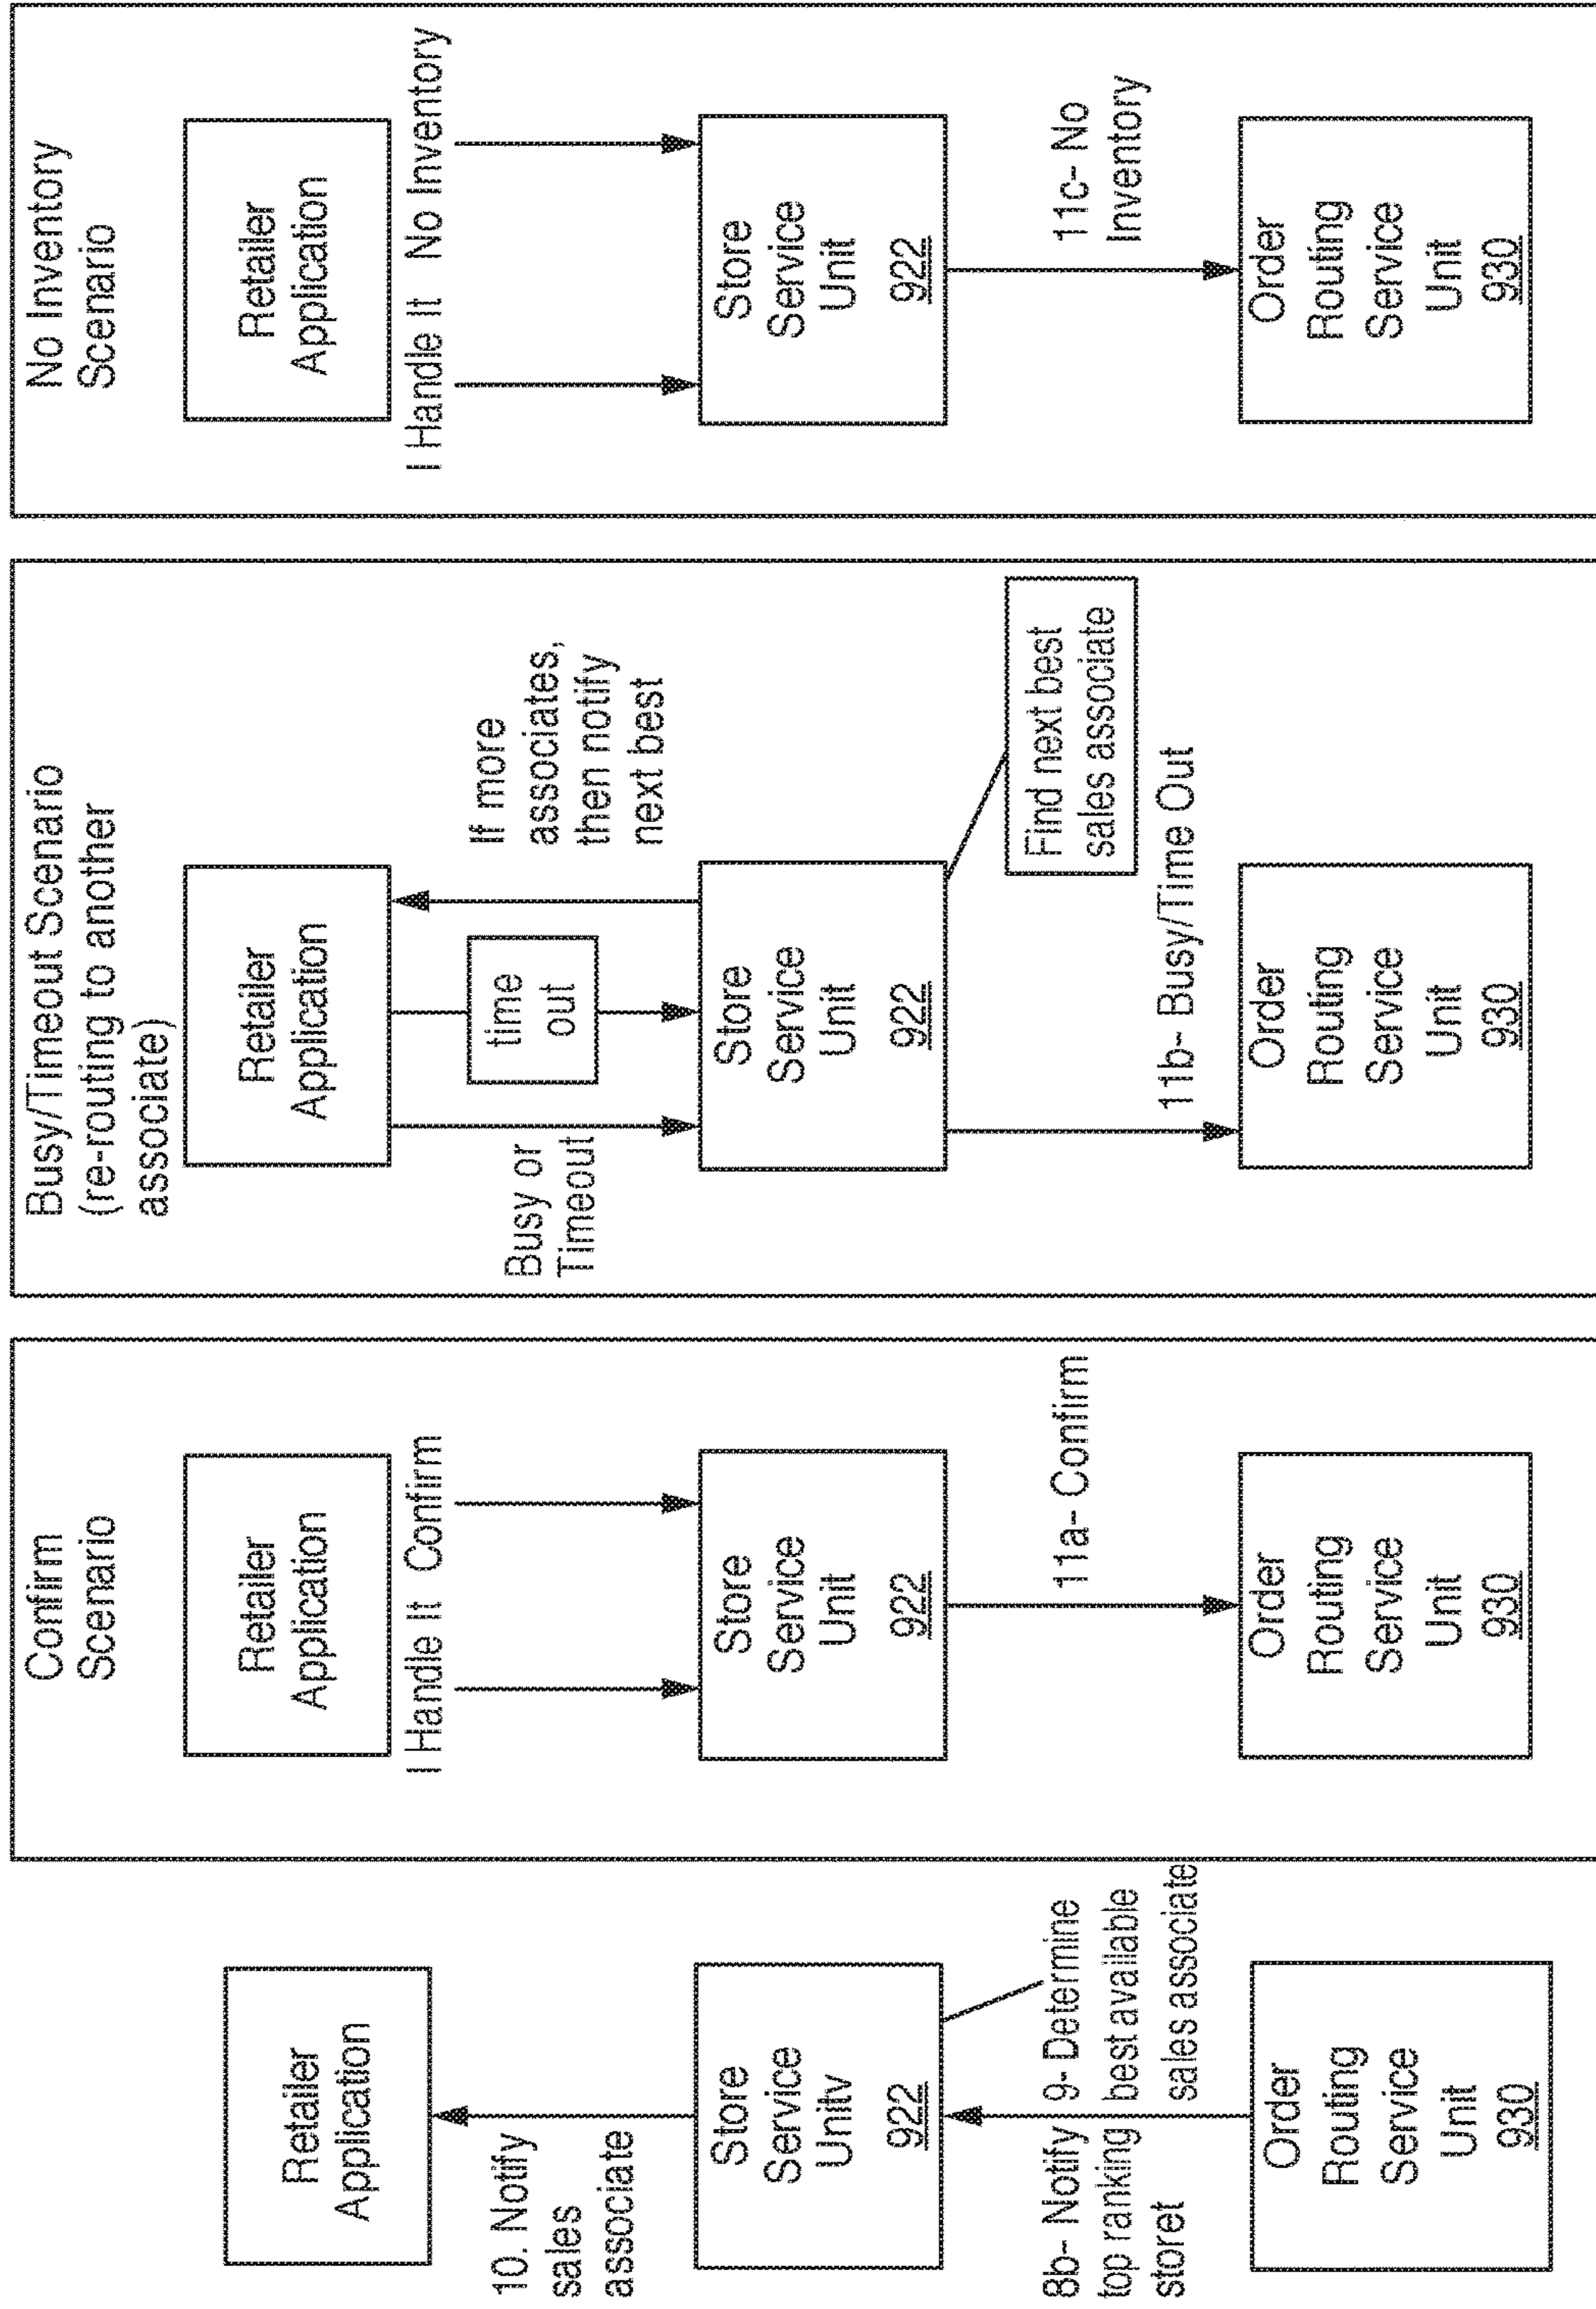 Retailer
Application
10. Notify
sales
associate
Store
Service
Unitv
922
8b- Notify
top ranking
storet
9- Determine
best available
sales associate
Order
Routing
Service
Unit
930
Confirm
Scenario
Retailer
Application
I Handle It
Confirm
Store
Service
Unit
922
11a- Confirm
Order
Routing
Service
Unit
930
Busy/Timeout Scenario
(re-routing to another
associate)
Retailer
Application
Busy or
Timeout
time
out
If more
associates,
then notify
next best
Store
Service
Unit
922
Find next best
sales associate
11b- Busy/Time Out
Order
Routing
Service
Unit
930
No Inventory
Scenario
Retailer
Application
I Handle It
No Inventory
Store
Service
Unit
922
11c- No
Inventory
Order
Routing
Service
Unit
930